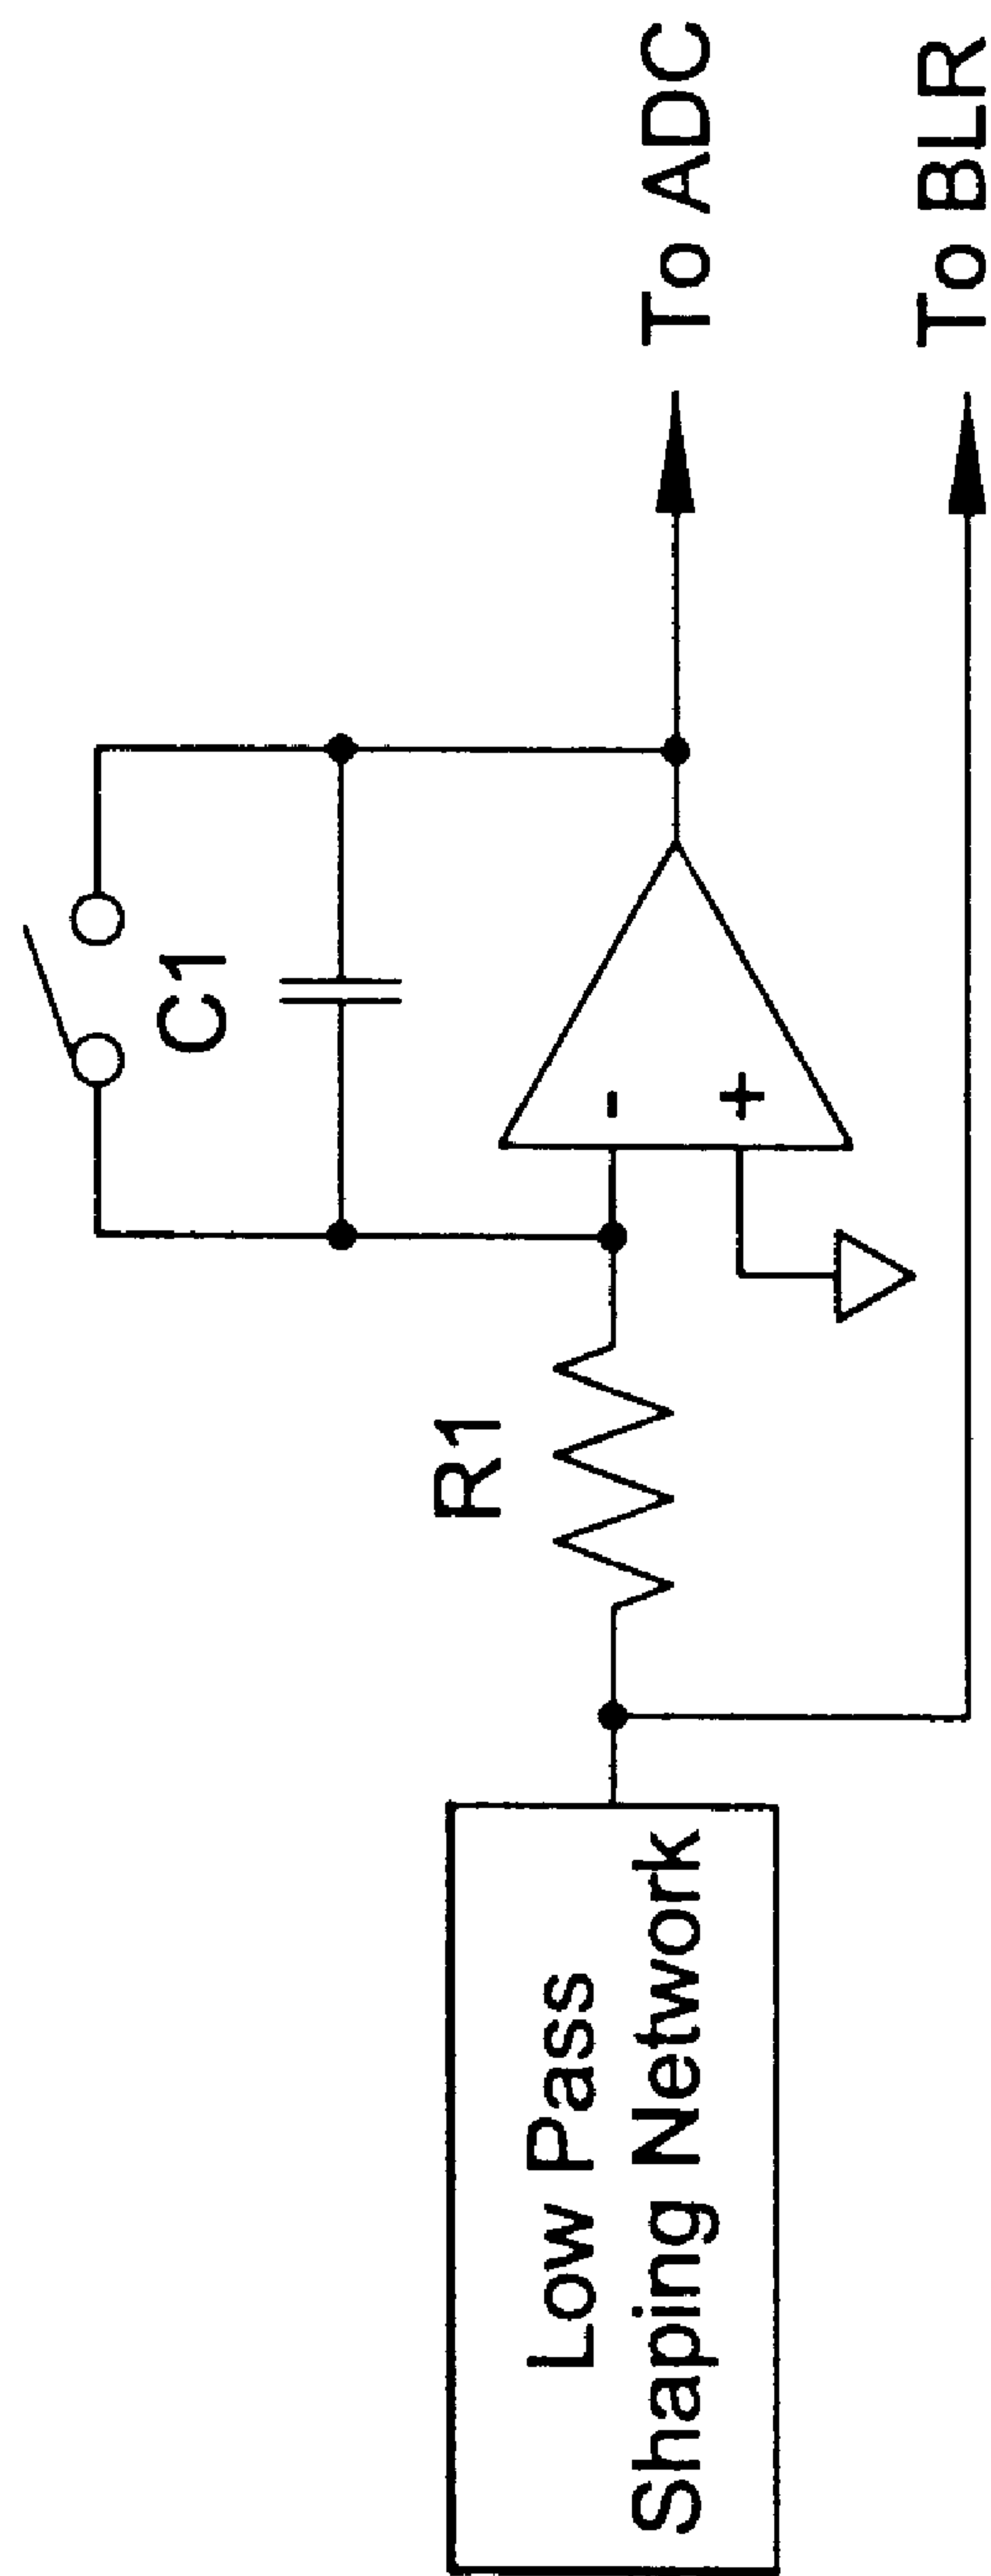 C1
R1
-
+
Low Pass
Shaping Network
To ADC
To BLR